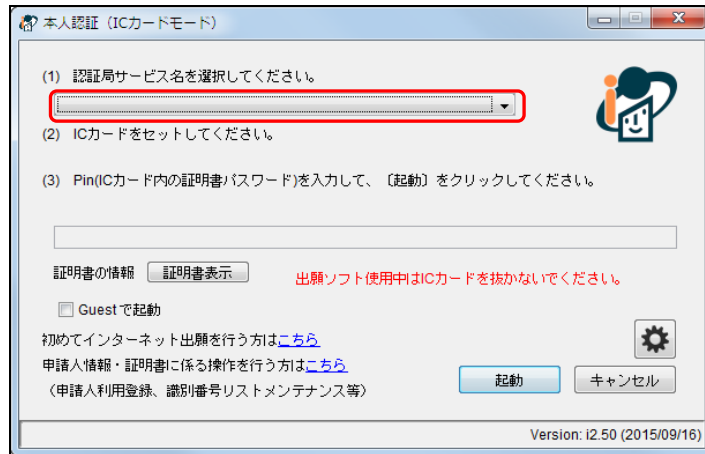 本人認証（ICカードモード）
(1) 認証局サービス名を選択してください。
(2) ICカードをセットしてください。
(3) Pin(ICカード内の証明書パスワード)を入力して、〔起動〕をクリックしてください。
証明書の情報 証明書表示 出願ソフト使用中はICカードを抜かないでください。
Guestで起動
初めてインターネット出願を行う方はこちら
申請人情報・証明書に係る操作を行う方はこちら
（申請人利用登録、識別番号リストメンテナンス等）
起動 キャンセル
Version: i2.50 (2015/09/16)